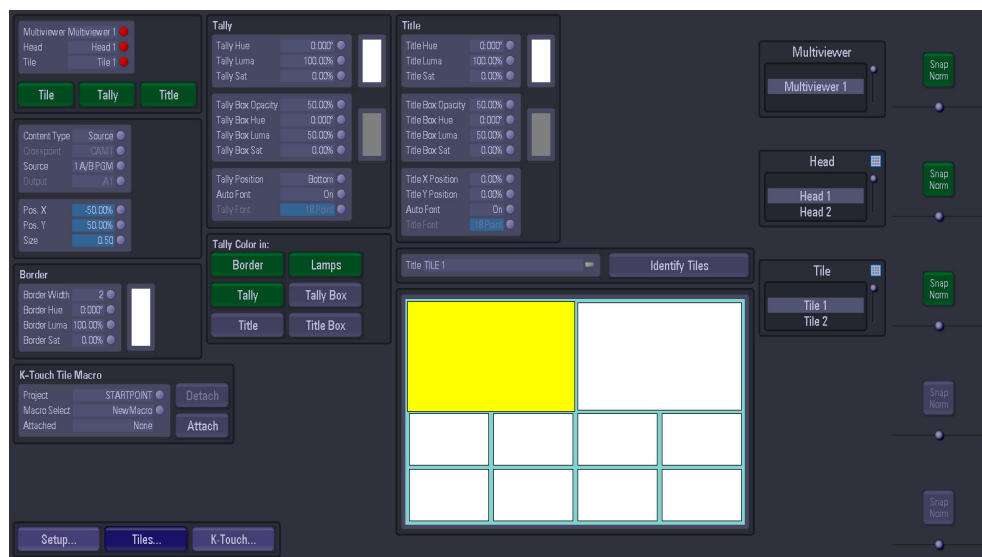 Multiviewer Multiviewer 1
Head Head 1
Tile Tile 1
Tile Tally Title
Content Type Source
Crosspoint CAM1
Source 1 A/B PGM
Output A1
Pos. X -50.00%
Pos. Y 50.00%
Size 0.50
Border
Border Width 2
Border Hue 0.000°
Border Luma 100.00%
Border Sat 0.00%
K-Touch Tile Macro
Project STARTPOINT
Macro Select NewMacro
Attached None
Detach
Attach
Setup... Tiles... K-Touch...
Tally
Tally Hue 0.000°
Tally Luma 100.00%
Tally Sat 0.00%
Tally Box Opacity 50.00%
Tally Box Hue 0.000°
Tally Box Luma 50.00%
Tally Box Sat 0.00%
Tally Position Bottom
Auto Font On
Tally Font 18 Point
Tally Color in:
Border Lamps
Tally Tally Box
Title Title Box
Title
Title Hue 0.000°
Title Luma 100.00%
Title Sat 0.00%
Title Box Opacity 50.00%
Title Box Hue 0.000°
Title Box Luma 50.00%
Title Box Sat 0.00%
Title X Position 0.00%
Title Y Position 0.00%
Auto Font On
Title Font 18 Point
Title TILE 1
Identify Tiles
Multiviewer
Multiviewer 1
Head
Head 1
Head 2
Tile
Tile 1
Tile 2
Snap
Norm
Snap
Norm
Snap
Norm
Snap
Norm
Snap
Norm